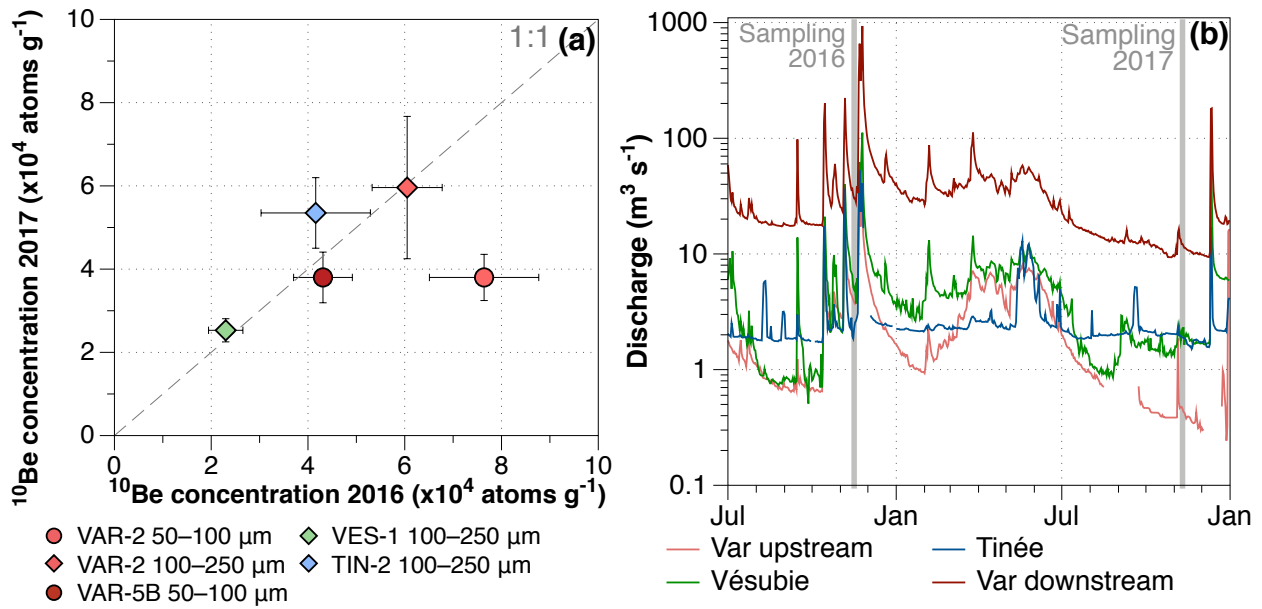 10
8
6
4
2
0
0
2
4
6
8
10
1:1
(a)
¹⁰Be concentration 2017 (x10⁴ atoms g⁻¹)
¹⁰Be concentration 2016 (x10⁴ atoms g⁻¹)
VAR-2 50–100 µm
VAR-2 100–250 µm
VAR-5B 50–100 µm
VES-1 100–250 µm
TIN-2 100–250 µm
1000
100
10
1
0.1
Discharge (m³ s⁻¹)
Sampling
2016
Sampling
2017
(b)
Jul
Jan
Jul
Jan
Var upstream
Vésubie
Tinée
Var downstream